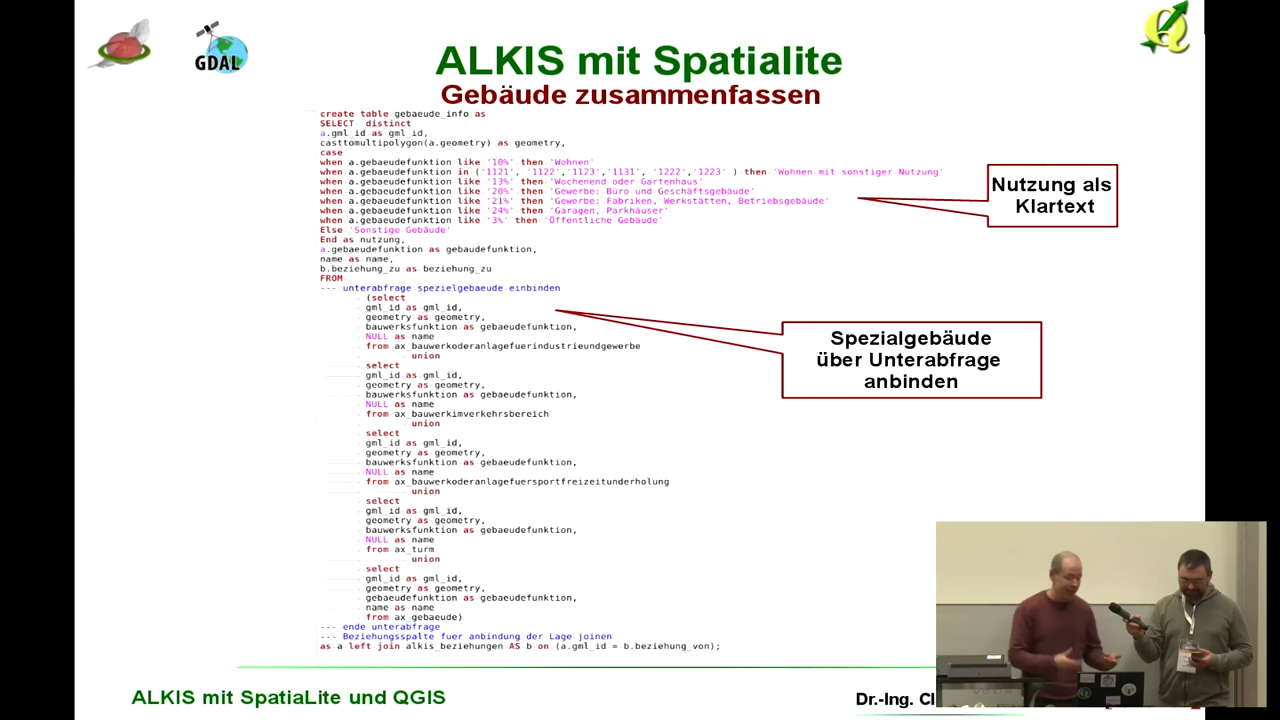 GDAL
Q
ALKIS mit Spatialite
Gebäude zusammenfassen
create table gebaeude_info as
SELECT distinct
a.gml_id as gml_id,
casttomultipolygon(a.geometry) as geometry,
case
when a.gebaeudefunktion like '10%' then 'Wohnen'
when a.gebaeudefunktion in ('1121', '1122','1123','1131', '1222','1223' ) then 'Wohnen mit sonstiger Nutzung'
when a.gebaeudefunktion like '13%' then 'Wochenend oder Gartenhaus'
when a.gebaeudefunktion like '20%' then 'Gewerbe: Büro und Geschäftsgebäude'
when a.gebaeudefunktion like '21%' then 'Gewerbe: Fabriken, Werkstätten, Betriebsgebäude'
when a.gebaeudefunktion like '24%' then 'Garagen, Parkhäuser'
when a.gebaeudefunktion like '3%' then 'Öffentliche Gebäude'
Else 'Sonstige Gebäude'
End as nutzung,
a.gebaeudefunktion as gebaudefunktion,
name as name,
b.beziehung_zu as beziehung_zu
FROM
--- unterabfrage spezielgebaeude einbinden
(select
gml_id as gml_id,
geometry as geometry,
bauwerksfunktion as gebaeudefunktion,
NULL as name
from ax_bauwerkoderanlagefuerindustrieundgewerbe
union
select
gml_id as gml_id,
geometry as geometry,
bauwerksfunktion as gebaeudefunktion,
NULL as name
from ax_bauwerkimverkehrsbereich
union
select
gml_id as gml_id,
geometry as geometry,
bauwerksfunktion as gebaeudefunktion,
NULL as name
from ax_bauwerkoderanlagefuersportfreizeitunderholung
union
select
gml_id as gml_id,
geometry as geometry,
bauwerksfunktion as gebaeudefunktion,
NULL as name
from ax_turm
union
select
gml_id as gml_id,
geometry as geometry,
gebaeudefunktion as gebaeudefunktion,
name as name
from ax_gebaeude)
--- ende unterabfrage
--- Beziehungsspalte fuer anbindung der Lage joinen
as a left join alkis_beziehungen AS b on (a.gml_id = b.beziehung_von);
Nutzung als
Klartext
Spezialgebäude
über Unterabfrage
anbinden
ALKIS mit SpatiaLite und QGIS
Dr.-Ing. Cl